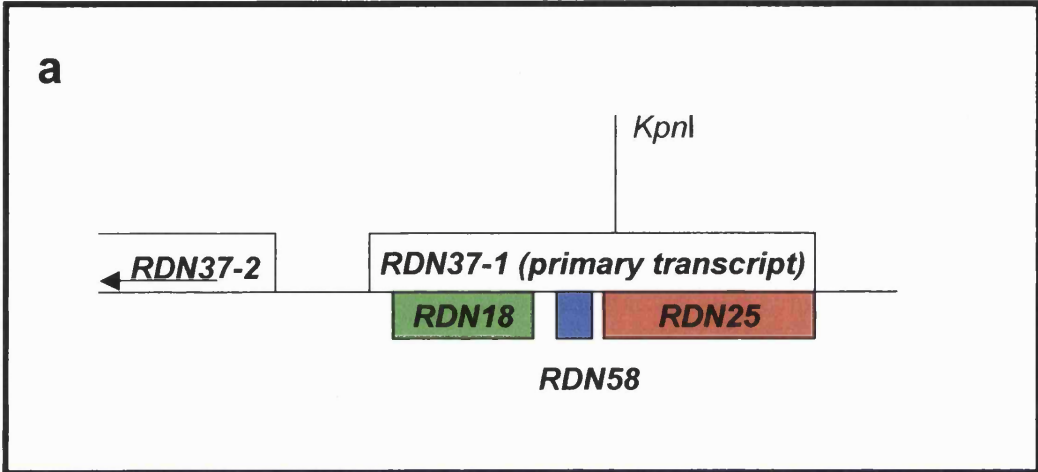 a
KpnI
RDN37-2
RDN37-1 (primary transcript)
RDN18
RDN25
RDN58